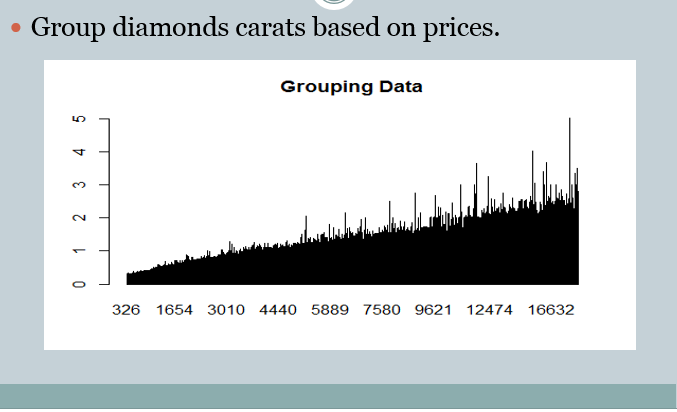 • Group diamonds carats based on prices.
Grouping Data
5
4
3
2
1
0
326 1654 3010 4440 5889 7580 9621 12474 16632